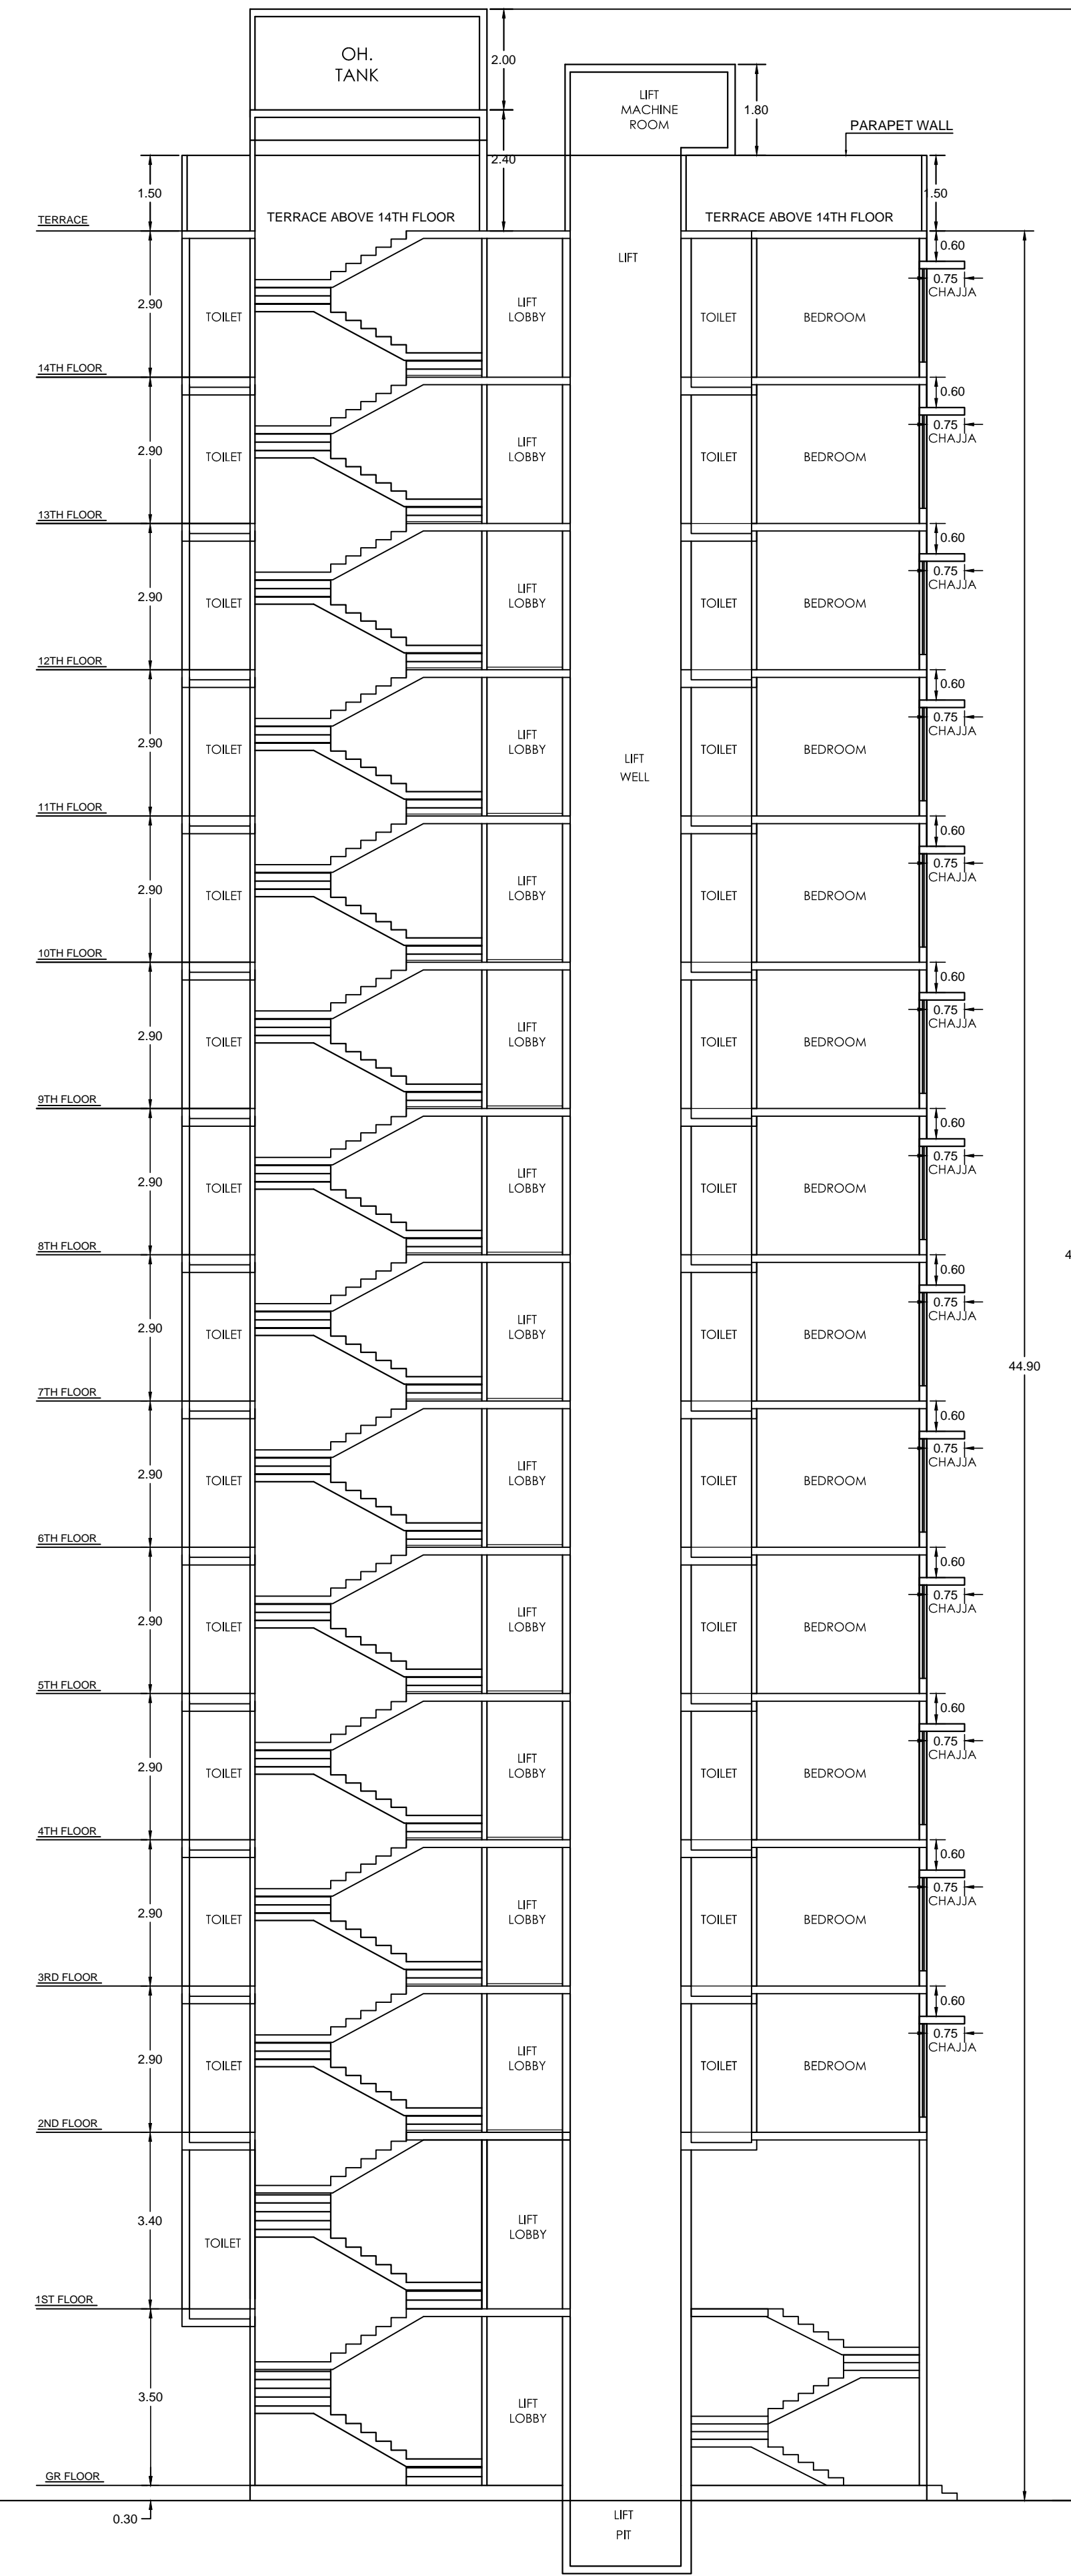 OH.
TANK
2.00
LIFT
MACHINE
ROOM
1.80
PARAPET WALL
2.40
1.50
1.50
TERRACE
TERRACE ABOVE 14TH FLOOR
TERRACE ABOVE 14TH FLOOR
0.60
LIFT
0.75
CHAJJA
2.90
TOILET
LIFT
LOBBY
TOILET
BEDROOM
14TH FLOOR
0.60
0.75
CHAJJA
2.90
TOILET
LIFT
LOBBY
TOILET
BEDROOM
13TH FLOOR
0.60
0.75
CHAJJA
2.90
TOILET
LIFT
LOBBY
TOILET
BEDROOM
12TH FLOOR
0.60
0.75
CHAJJA
2.90
TOILET
LIFT
LOBBY
LIFT
WELL
TOILET
BEDROOM
11TH FLOOR
0.60
0.75
CHAJJA
2.90
TOILET
LIFT
LOBBY
TOILET
BEDROOM
10TH FLOOR
0.60
0.75
CHAJJA
2.90
TOILET
LIFT
LOBBY
TOILET
BEDROOM
9TH FLOOR
0.60
0.75
CHAJJA
2.90
TOILET
LIFT
LOBBY
TOILET
BEDROOM
8TH FLOOR
0.60
0.75
CHAJJA
2.90
TOILET
LIFT
LOBBY
TOILET
BEDROOM
44.90
7TH FLOOR
0.60
0.75
CHAJJA
2.90
TOILET
LIFT
LOBBY
TOILET
BEDROOM
6TH FLOOR
0.60
0.75
CHAJJA
2.90
TOILET
LIFT
LOBBY
TOILET
BEDROOM
5TH FLOOR
0.60
0.75
CHAJJA
2.90
TOILET
LIFT
LOBBY
TOILET
BEDROOM
4TH FLOOR
0.60
0.75
CHAJJA
2.90
TOILET
LIFT
LOBBY
TOILET
BEDROOM
3RD FLOOR
0.60
0.75
CHAJJA
2.90
TOILET
LIFT
LOBBY
TOILET
BEDROOM
2ND FLOOR
3.40
TOILET
LIFT
LOBBY
1ST FLOOR
3.50
LIFT
LOBBY
GR FLOOR
0.30
LIFT
PIT